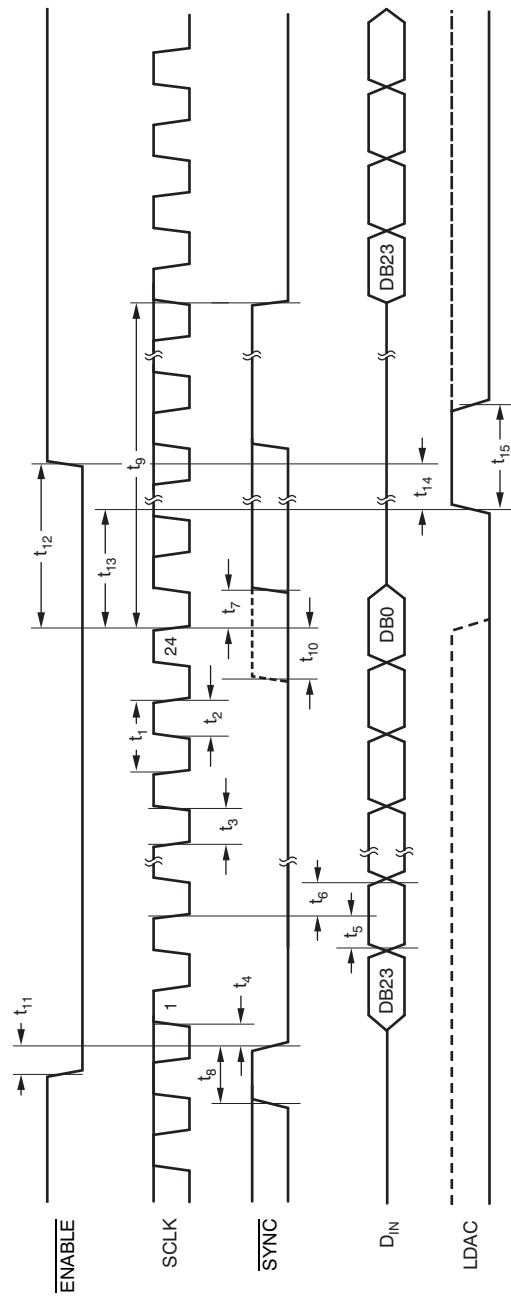 t11
t12
ENABLE
t13
t1
t9
SCLK
1
24
t8
t2
t4
t3
t7
SYNC
t10
t6
t5
DIN
DB23
DB0
DB23
t14
LDAC
t15